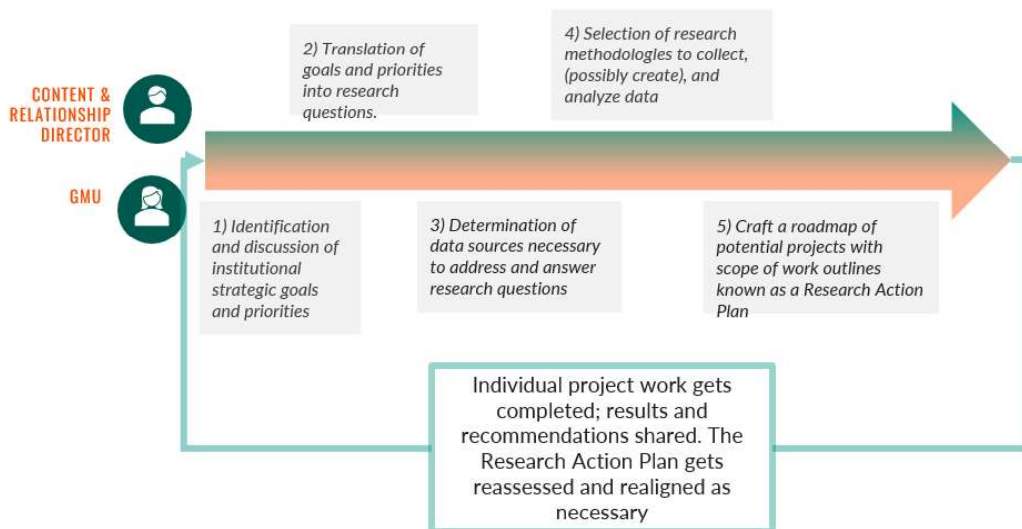 CONTENT &
RELATIONSHIP
DIRECTOR
GMU
2) Translation of
goals and priorities
into research
questions.
4) Selection of research
methodologies to collect,
(possibly create), and
analyze data
1) Identification
and discussion of
institutional
strategic goals
and priorities
3) Determination of
data sources necessary
to address and answer
research questions
5) Craft a roadmap of
potential projects with
scope of work outlines
known as a Research Action
Plan
Individual project work gets
completed; results and
recommendations shared. The
Research Action Plan gets
reassessed and realigned as
necessary